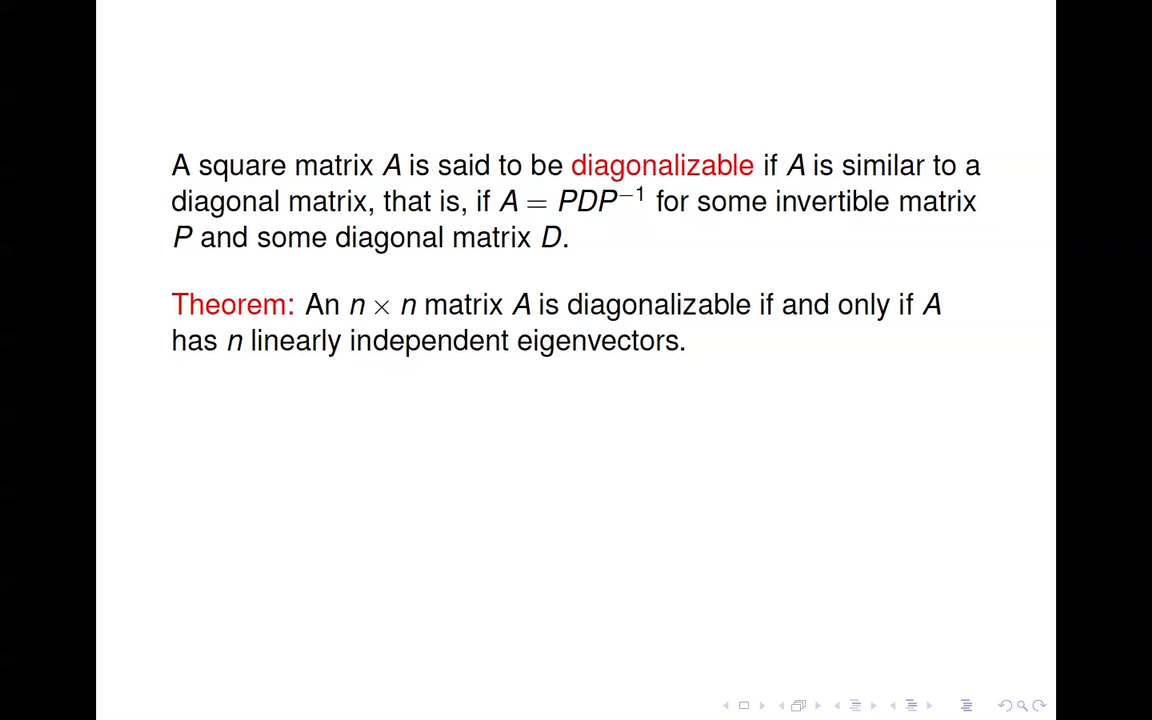 A square matrix A is said to be diagonalizable if A is similar to a
diagonal matrix, that is, if A = PDP⁻¹ for some invertible matrix
P and some diagonal matrix D.
Theorem: An n × n matrix A is diagonalizable if and only if A
has n linearly independent eigenvectors.